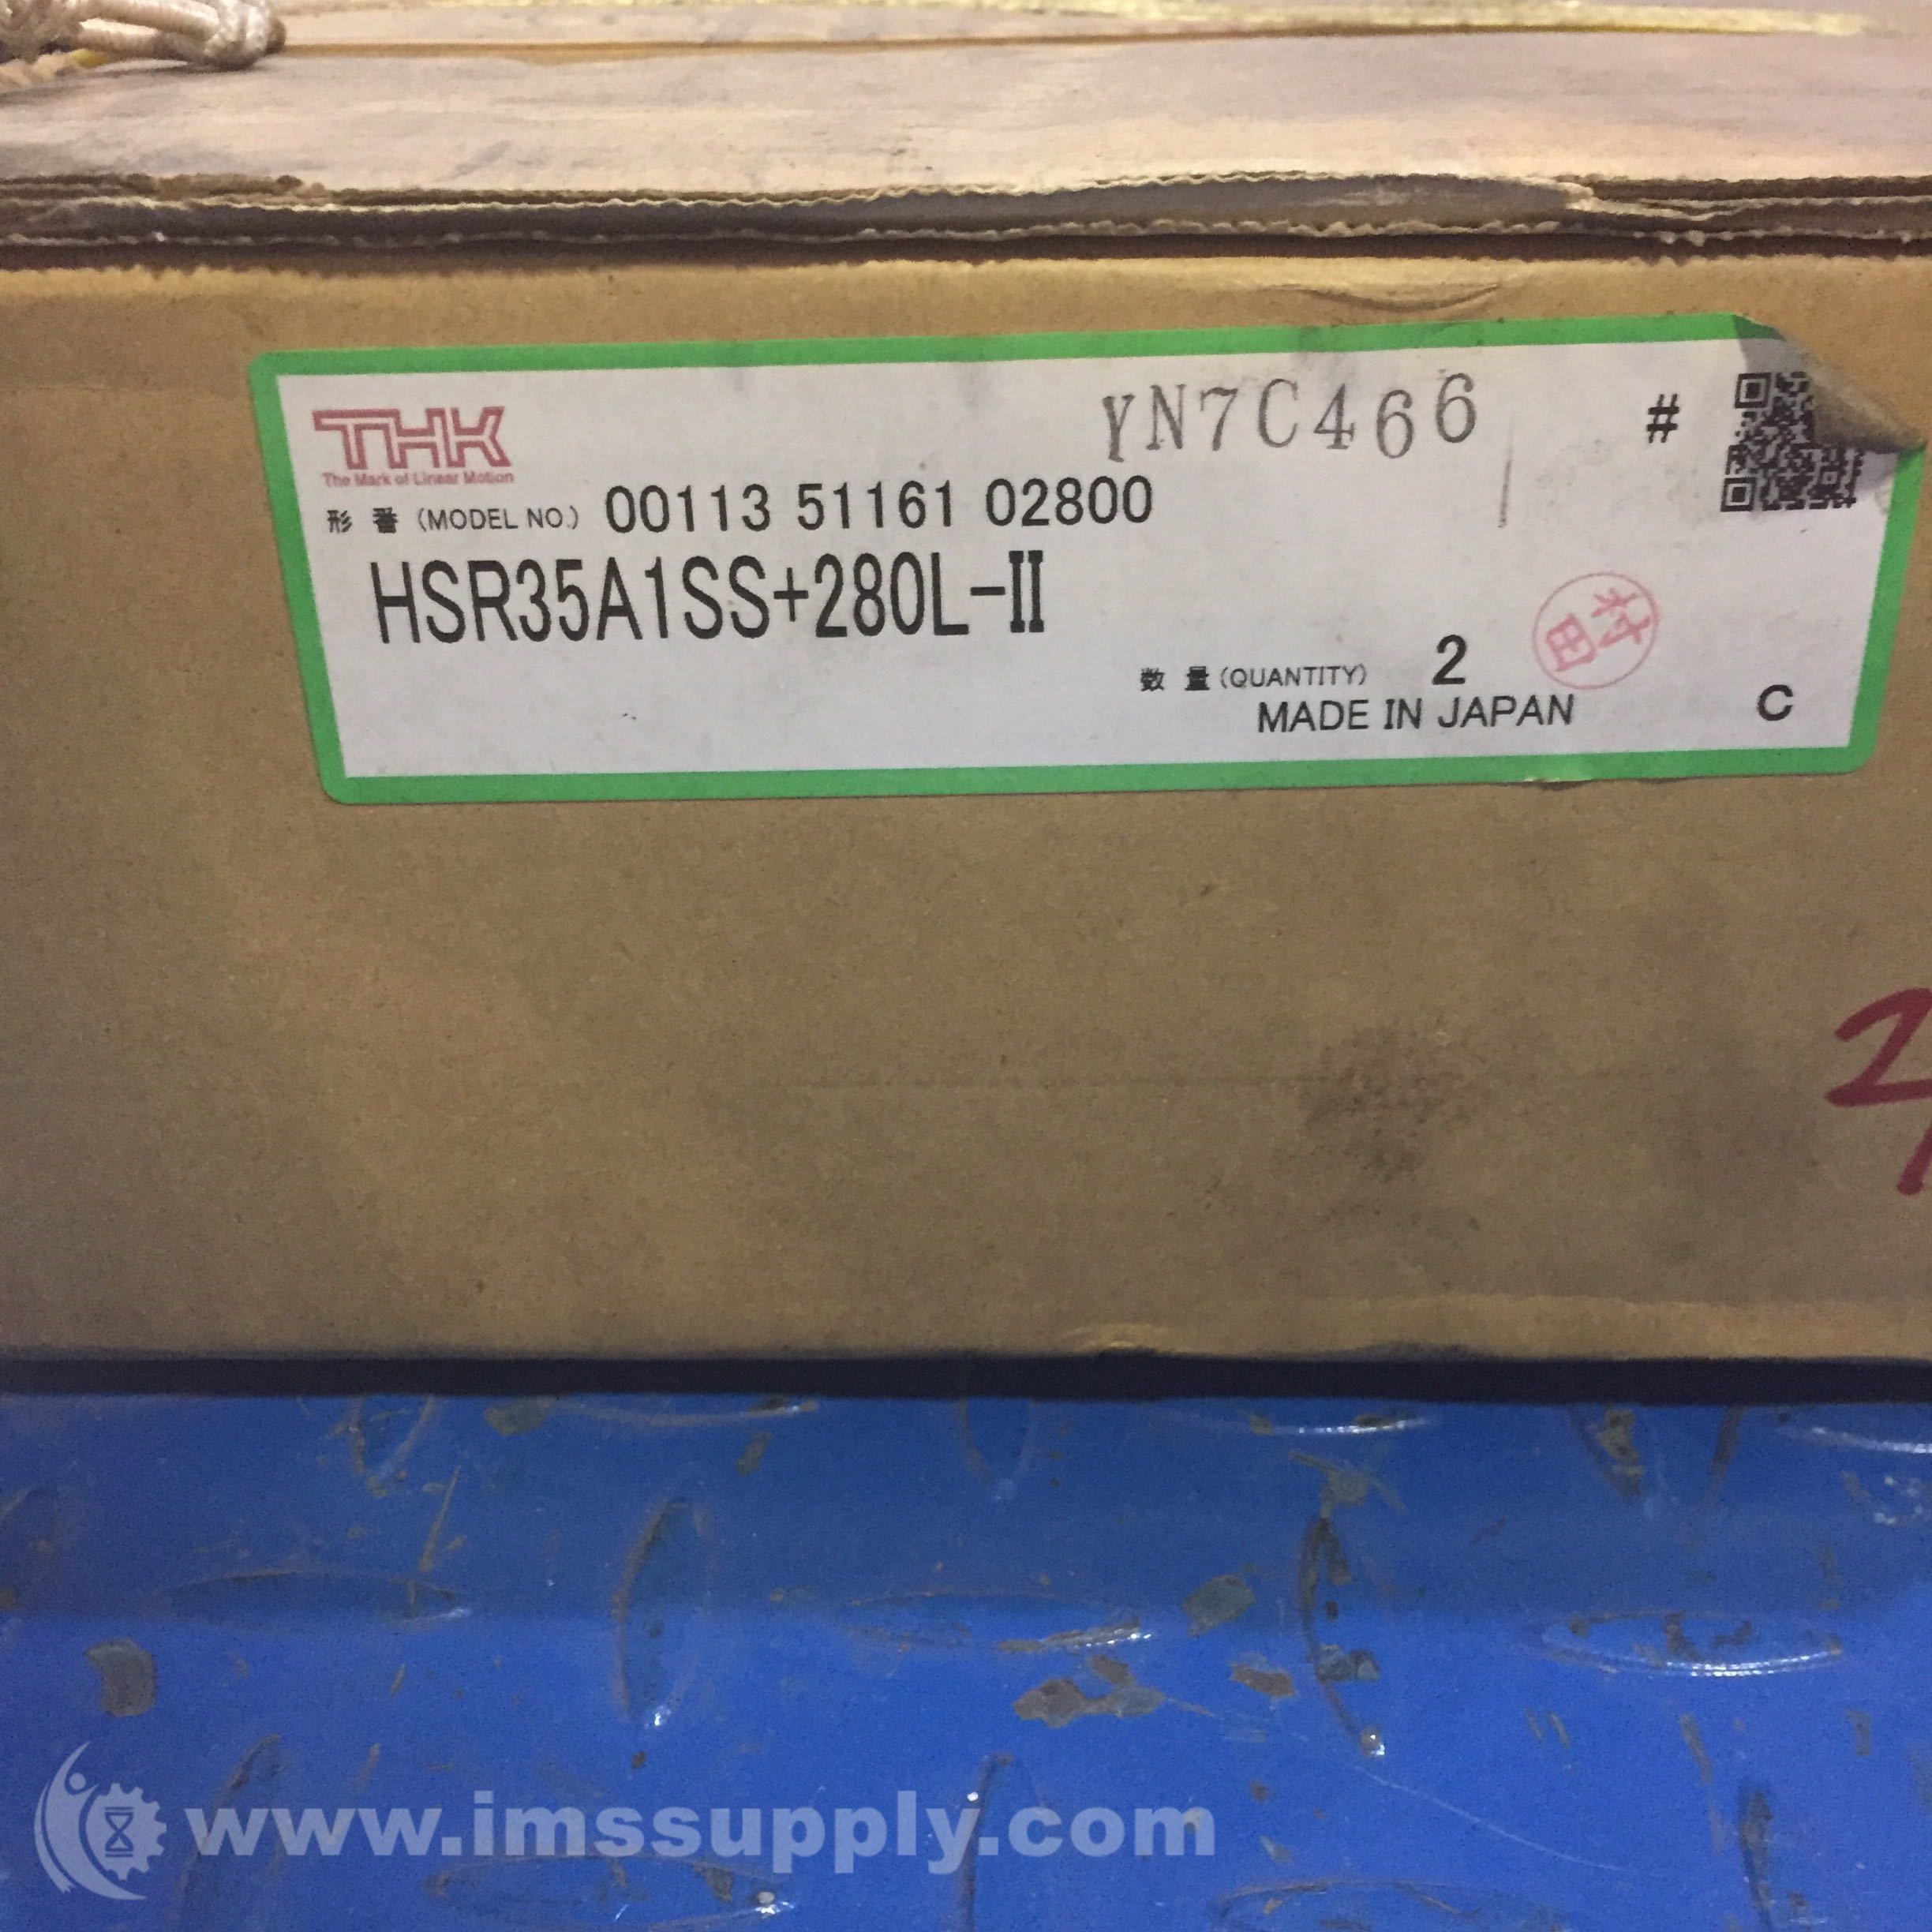 YN7C466
#
THK
The Mark of Linear Motion
形 番 (MODEL NO.) 00113 51161 02800
HSR35A1SS+280L-II
村田
数 量 (QUANTITY) 2
MADE IN JAPAN
C
www.imssupply.com